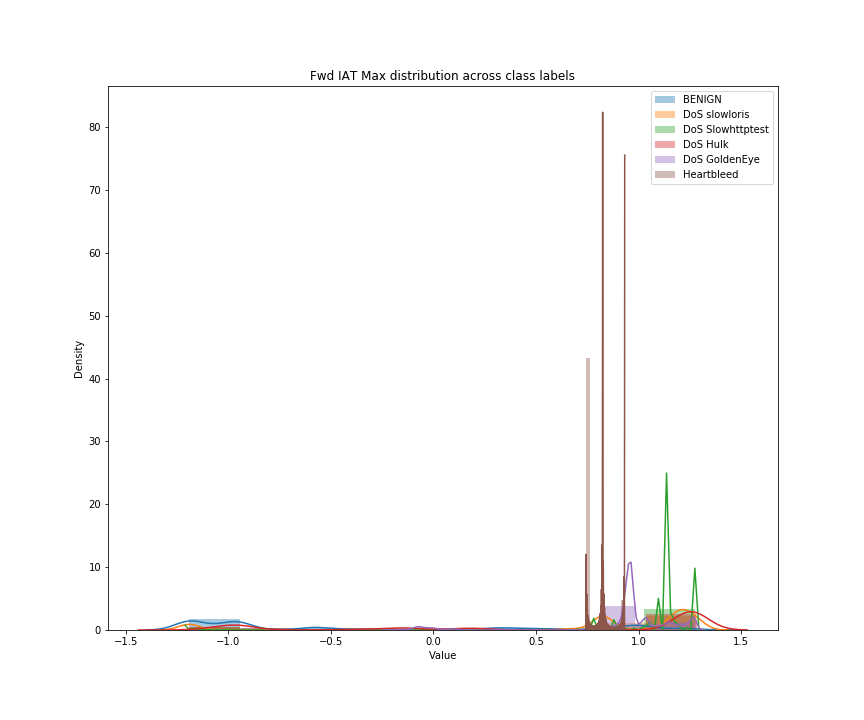 Fwd IAT Max distribution across class labels
BENIGN
DoS slowloris
DoS Slowhttptest
DoS Hulk
DoS GoldenEye
Heartbleed
80
70
60
50
40
30
20
10
0
Density
−1.5 −1.0 −0.5 0.0 0.5 1.0 1.5
Value